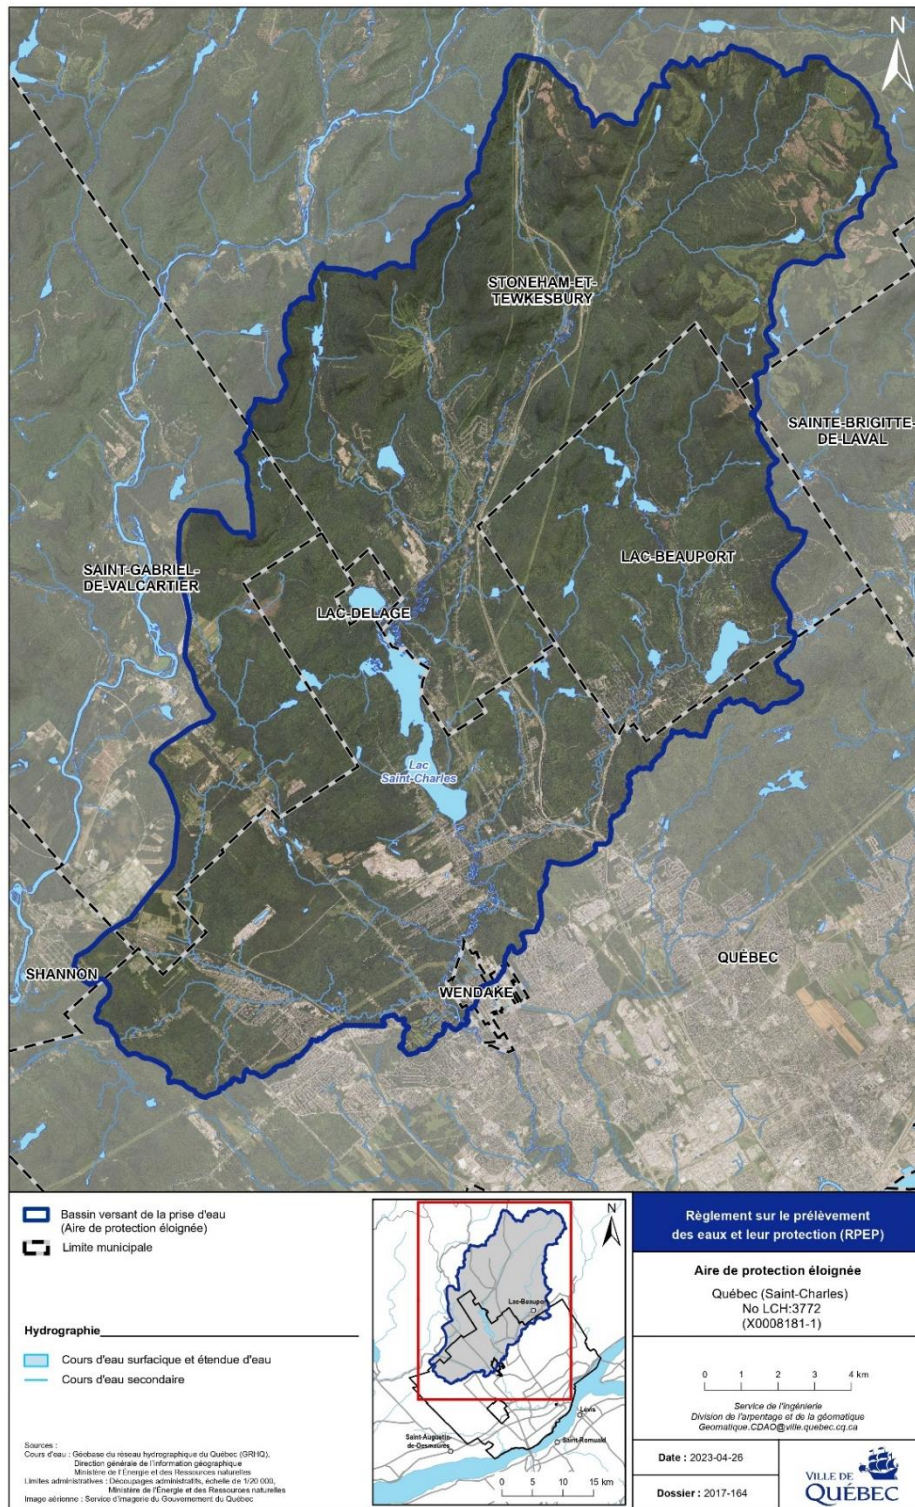 N
STONEHAM-ET-
TEWKESBURY
SAINTE-BRIGITTE-
DE-LAVAL
LAC-BEAUPORT
SAINT-GABRIEL-
DE-VALCARTIER
LAC-DELAGE
Lac
Saint-Charles
QUÉBEC
SHANNON
WENDAKE
Bassin versant de la prise d'eau
(Aire de protection éloignée)
Limite municipale
Hydrographie
Cours d'eau surfacique et étendue d'eau
Cours d'eau secondaire
Sources :
Cours d'eau : Géobase du réseau hydrographique du Québec (GRHQ),
Direction générale de l'information géographique
Ministère de l'Énergie et des Ressources naturelles
Limites administratives : Découpages administratifs, échelle de 1/20 000,
Ministère de l'Énergie et des Ressources naturelles
Image aérienne : Service d'imagerie du Gouvernement du Québec
N
Lac-Beauport
Lévis
Saint-Augustin-
de-Desmaures
Saint-Romuald
0 5 10 15 km
Règlement sur le prélèvement
des eaux et leur protection (RPEP)
Aire de protection éloignée
Québec (Saint-Charles)
No LCH:3772
(X0008181-1)
0 1 2 3 4 km
Service de l'ingénierie
Division de l'arpentage et de la géomatique
Geomatique.CDAO@ville.quebec.qc.ca
Date : 2023-04-26
Dossier : 2017-164
VILLE DE
QUÉBEC